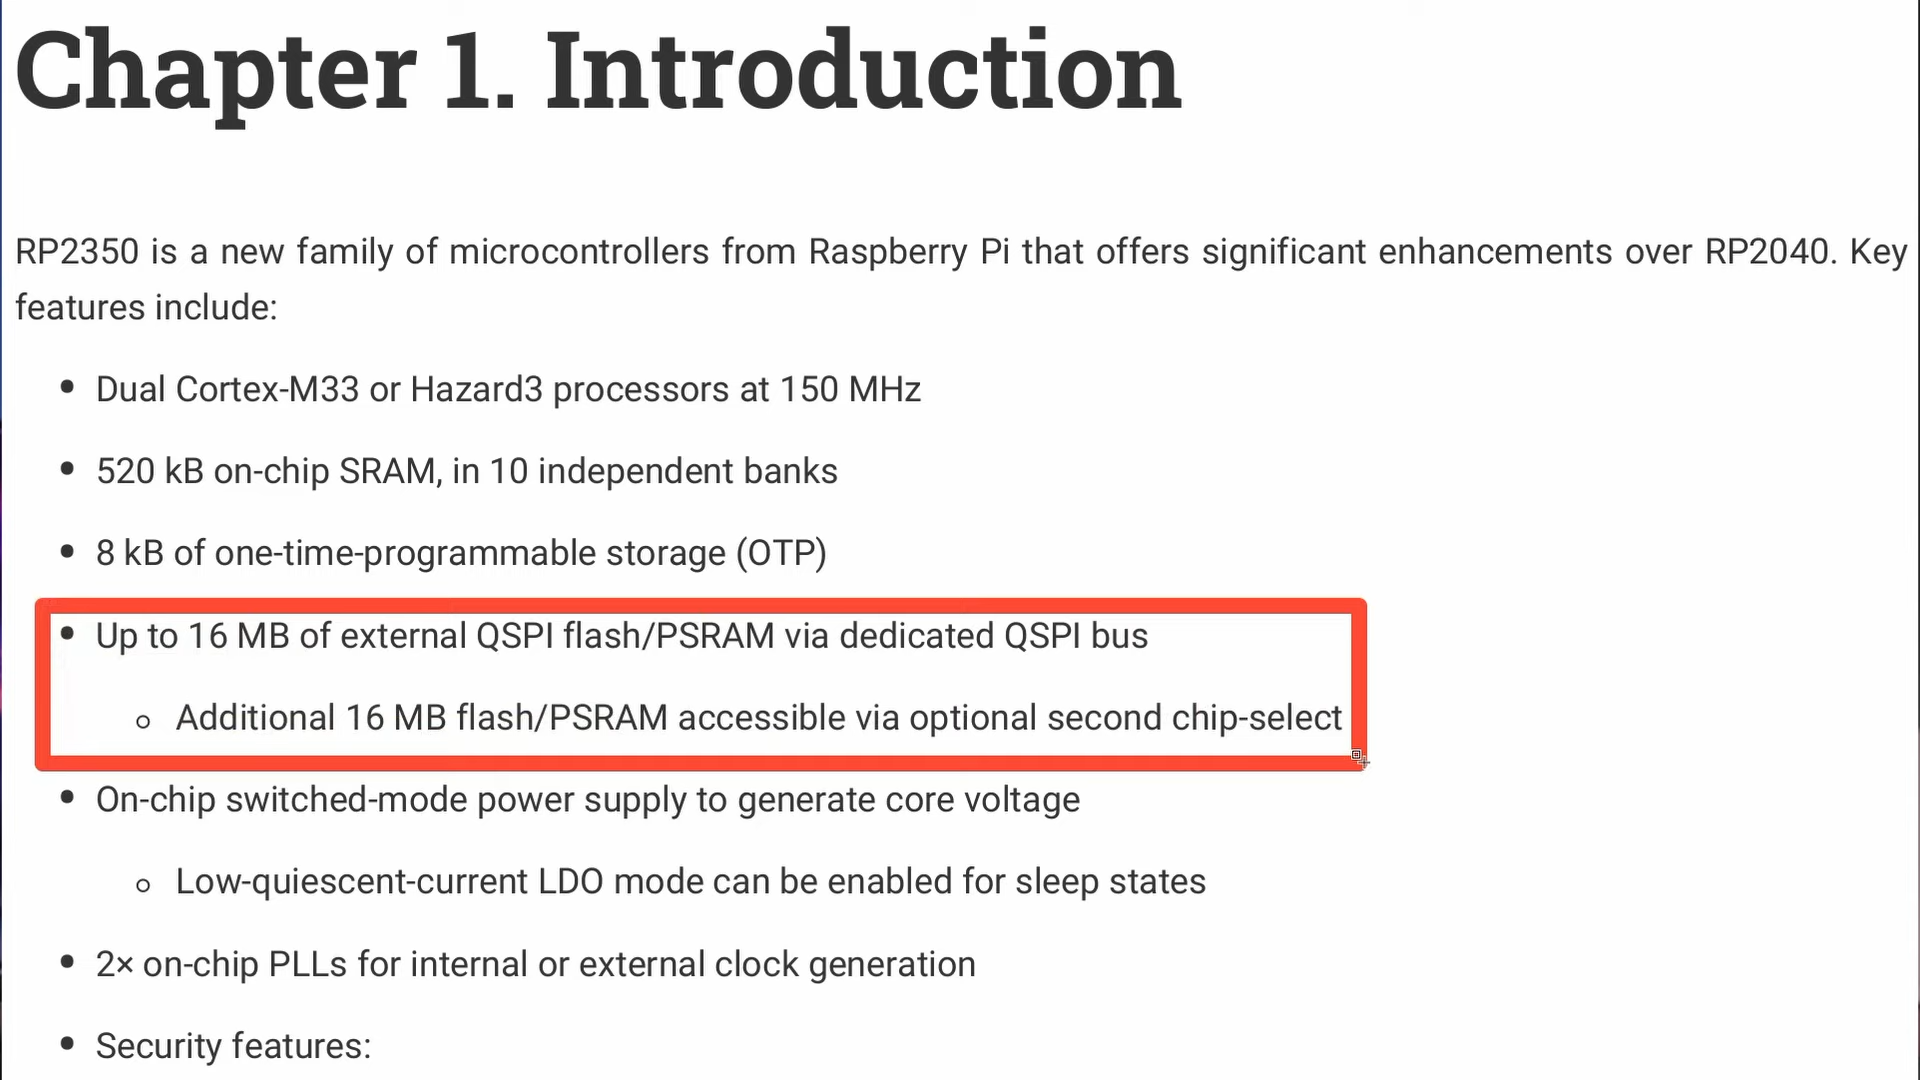 Chapter 1. Introduction
RP2350 is a new family of microcontrollers from Raspberry Pi that offers significant enhancements over RP2040. Key
features include:
• Dual Cortex-M33 or Hazard3 processors at 150 MHz
• 520 kB on-chip SRAM, in 10 independent banks
• 8 kB of one-time-programmable storage (OTP)
• Up to 16 MB of external QSPI flash/PSRAM via dedicated QSPI bus
◦ Additional 16 MB flash/PSRAM accessible via optional second chip-select
• On-chip switched-mode power supply to generate core voltage
◦ Low-quiescent-current LDO mode can be enabled for sleep states
• 2× on-chip PLLs for internal or external clock generation
• Security features: